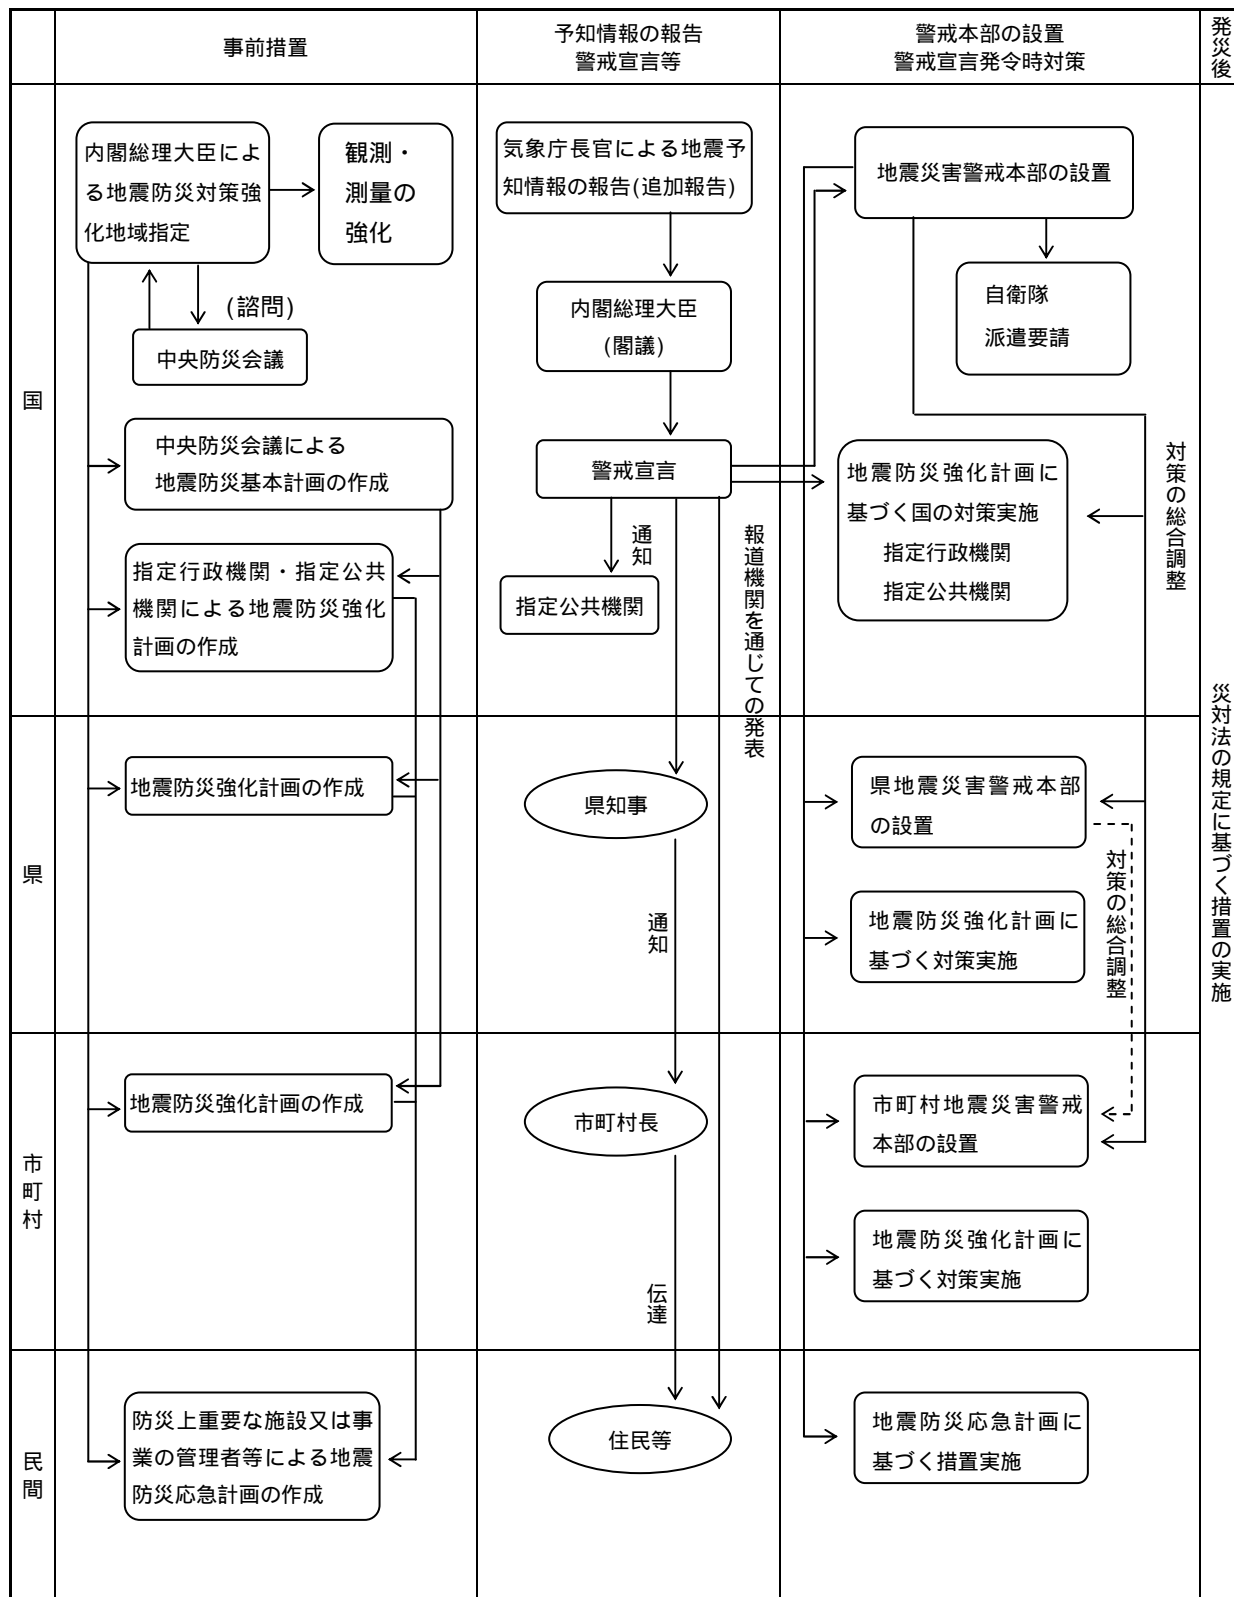 事前措置
予知情報の報告
警戒宣言等
警戒本部の設置
警戒宣言発令時対策
発災後
国
内閣総理大臣によ
る地震防災対策強
化地域指定
観測・
測量の
強化
(諮問)
中央防災会議
中央防災会議による
地震防災基本計画の作成
指定行政機関・指定公共
機関による地震防災強化
計画の作成
気象庁長官による地震予
知情報の報告(追加報告)
内閣総理大臣
(閣議)
警戒宣言
通知
指定公共機関
報道機関を通じての発表
地震災害警戒本部の設置
自衛隊
派遣要請
地震防災強化計画に
基づく国の対策実施
指定行政機関
指定公共機関
対策の総合調整
災対法の規定に基づく措置の実施
県
地震防災強化計画の作成
県知事
通知
県地震災害警戒本部
の設置
地震防災強化計画に
基づく対策実施
対策の総合調整
市町村
地震防災強化計画の作成
市町村長
伝達
市町村地震災害警戒
本部の設置
地震防災強化計画に
基づく対策実施
民間
防災上重要な施設又は事
業の管理者等による地震
防災応急計画の作成
住民等
地震防災応急計画に
基づく措置実施